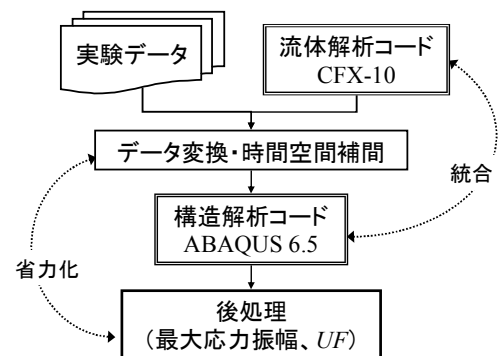 実験データ
流体解析コード
CFX-10
データ変換・時間空間補間
統合
構造解析コード
ABAQUS 6.5
省力化
後処理
（最大応力振幅、UF）